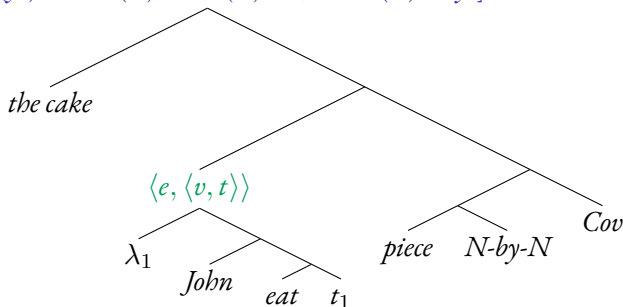 the cake
⟨e, ⟨v, t⟩⟩
piece N-by-N Cov
λ₁ John eat t₁